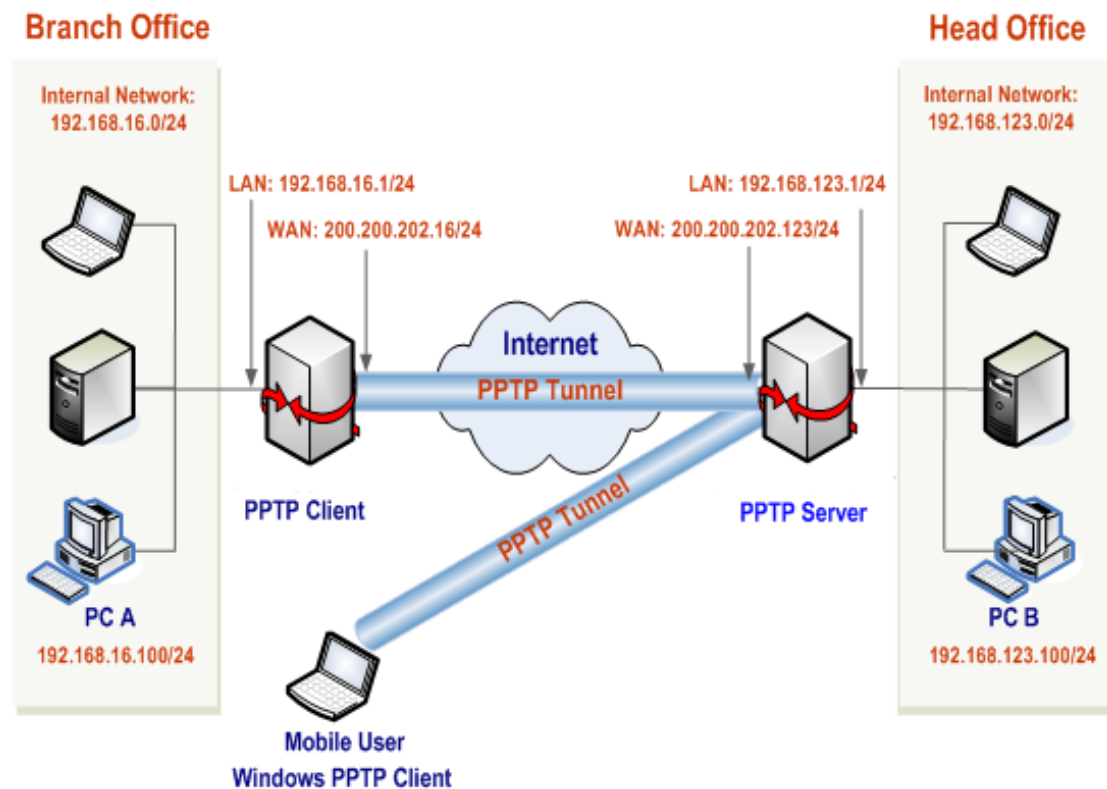 Branch Office
Head Office
Internal Network:
192.168.16.0/24
Internal Network:
192.168.123.0/24
LAN: 192.168.16.1/24
LAN: 192.168.123.1/24
WAN: 200.200.202.16/24
WAN: 200.200.202.123/24
Internet
PPTP Tunnel
PPTP Client
PPTP Tunnel
PPTP Server
PC A
192.168.16.100/24
PC B
192.168.123.100/24
Mobile User
Windows PPTP Client